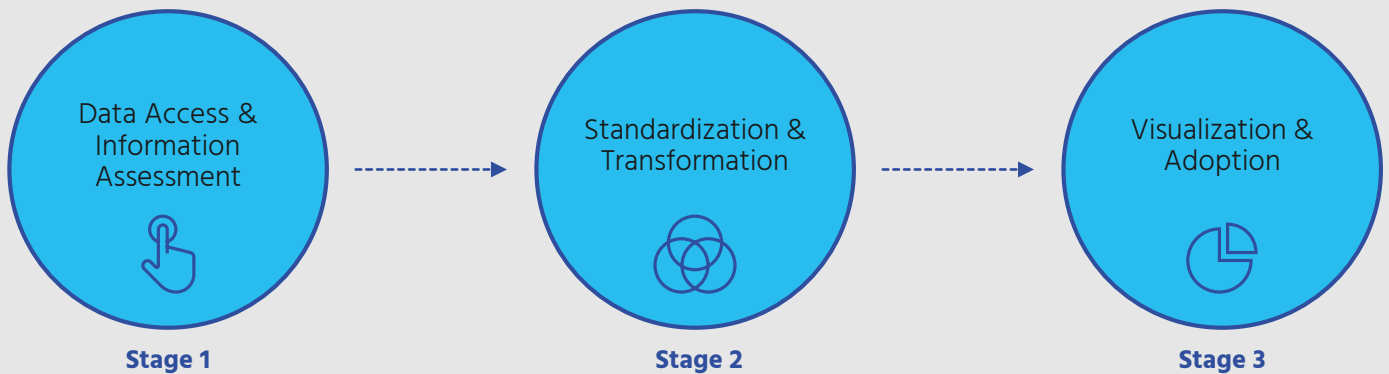 Data Access &
Information
Assessment
Stage 1
Standardization &
Transformation
Stage 2
Visualization &
Adoption
Stage 3